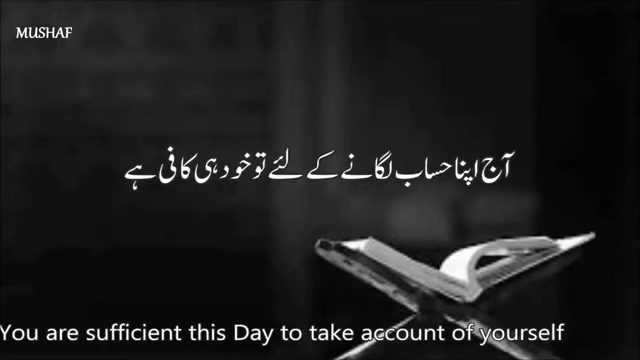 MUSHAF
آج اپنا حساب لگانے کے لئے تو خود ہی کافی ہے
You are sufficient this Day to take account of yourself